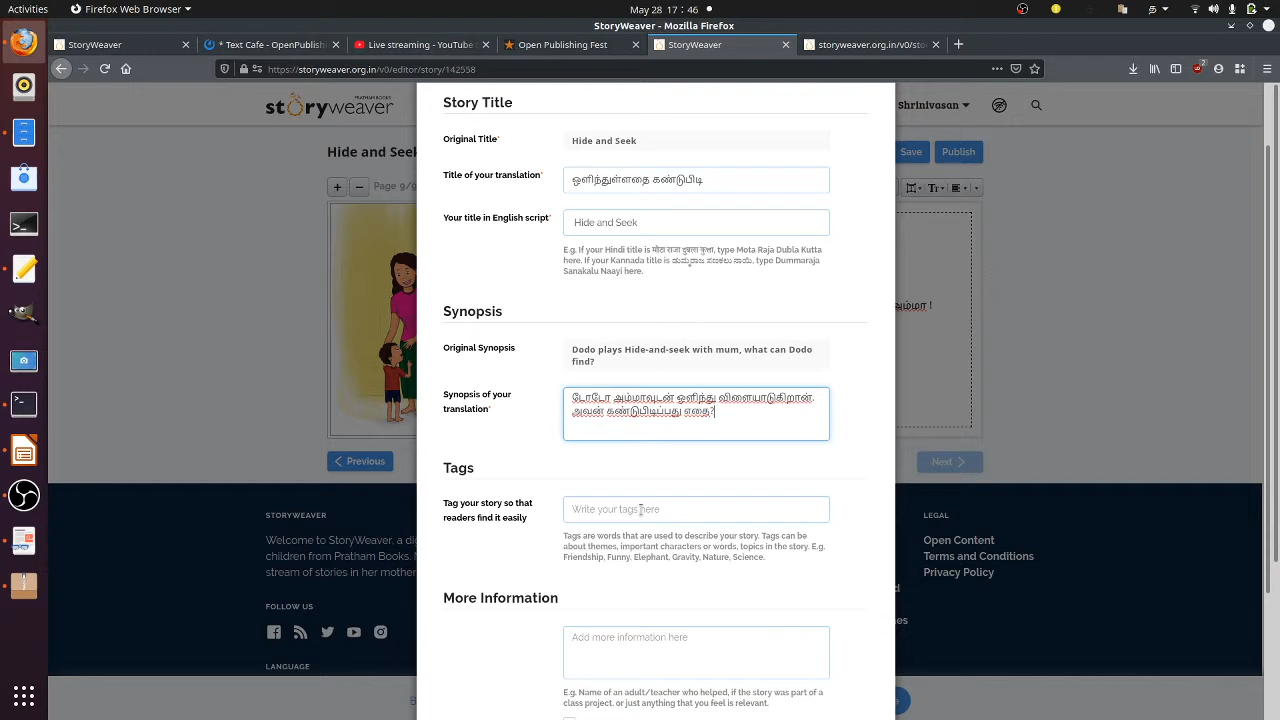 May 28 17 : 46
Firefox Web Browser
StoryWeaver - Mozilla Firefox
StoryWeaver
* Text Cafe - OpenPublishi
Live streaming - YouTube
Open Publishing Fest
StoryWeaver
storyweaver.org.in/v0/sto
https://storyweaver.org.in/v0/editor/story/142558
PRATHAM BOOKS
storyweaver
Shrinivasan
Hide and Seek
Save
Publish
Page 9/9
Story Title
Original Title*
Hide and Seek
Title of your translation*
ஒளிந்துள்ளதை கண்டுபிடி
Your title in English script*
Hide and Seek
E.g. If your Hindi title is मोटा राजा दुबला कुत्ता, type Mota Raja Dubla Kutta
here. If your Kannada title is ಡುಮ್ಮರಾಜ ಸಣಕಲು ನಾಯಿ, type Dummaraja
Sanakalu Naayi here.
அம்மா !
Synopsis
Original Synopsis
Dodo plays Hide-and-seek with mum, what can Dodo
find?
Synopsis of your
translation*
டோடோ அம்மாவுடன் ஒளிந்து விளையாடுகிறான்.
அவன் கண்டுபிடிப்பது எதை?
Previous
Next
Tags
Tag your story so that
readers find it easily
Write your tags here
Tags are words that are used to describe your story. Tags can be
about themes, important characters or words, topics in the story. E.g.
Friendship, Funny, Elephant, Gravity, Nature, Science.
STORYWEAVER
Welcome to StoryWeaver
children from Pratham Books.
stream of stories in her mother
FOLLOW US
LANGUAGE
LEGAL
Open Content
Terms and Conditions
Privacy Policy
More Information
Add more information here
E.g. Name of an adult/teacher who helped, if the story was part of a
class project, or just anything that you feel is relevant.